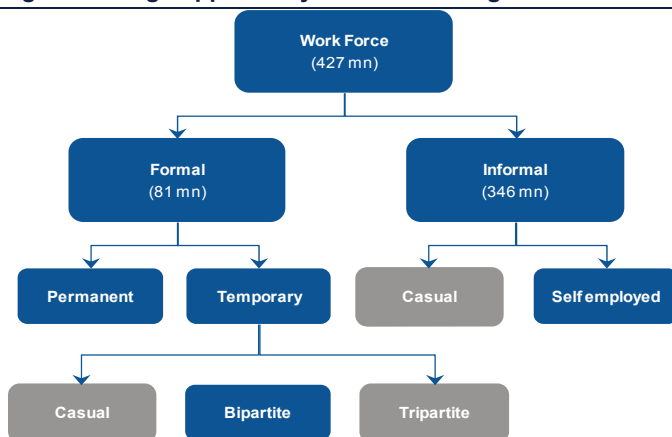 Work Force
(427 mn)
Formal
(81 mn)
Informal
(346 mn)
Permanent
Temporary
Casual
Self employed
Casual
Bipartite
Tripartite